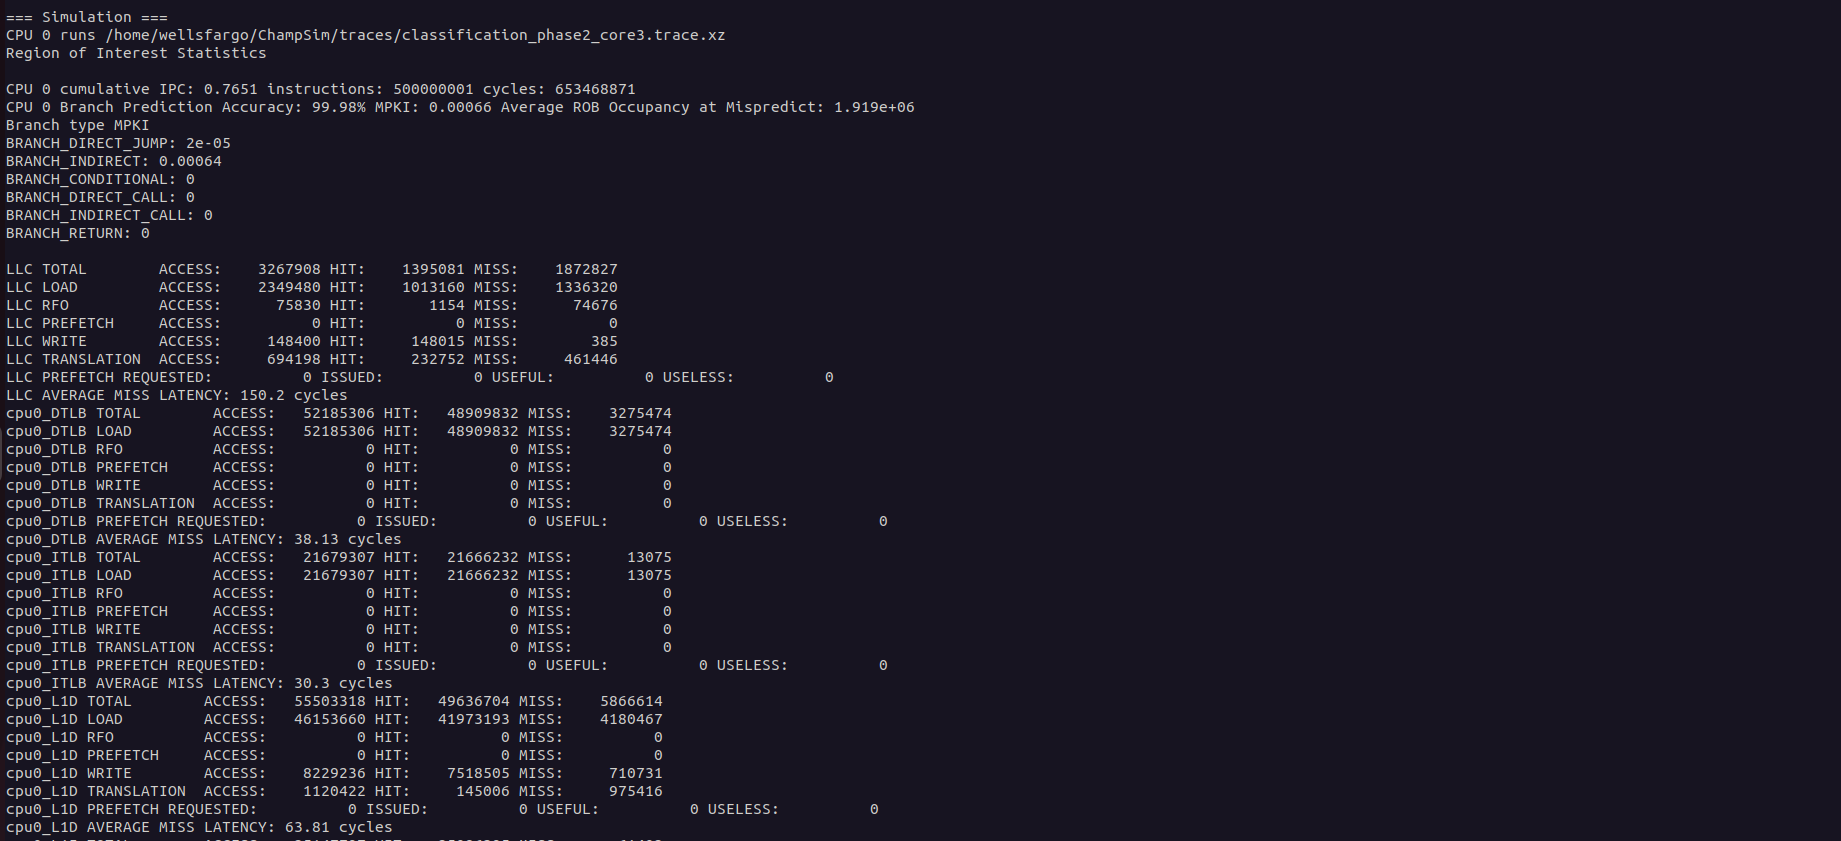 === Simulation ===
CPU 0 runs /home/wellsfargo/ChampSim/traces/classification_phase2_core3.trace.xz
Region of Interest Statistics
CPU 0 cumulative IPC: 0.7651 instructions: 500000001 cycles: 653468871
CPU 0 Branch Prediction Accuracy: 99.98% MPKI: 0.00066 Average ROB Occupancy at Mispredict: 1.919e+06
Branch type MPKI
BRANCH_DIRECT_JUMP: 2e-05
BRANCH_INDIRECT: 0.00064
BRANCH_CONDITIONAL: 0
BRANCH_DIRECT_CALL: 0
BRANCH_INDIRECT_CALL: 0
BRANCH_RETURN: 0
LLC TOTAL ACCESS: 3267908 HIT: 1395081 MISS: 1872827
LLC LOAD ACCESS: 2349480 HIT: 1013160 MISS: 1336320
LLC RFO ACCESS: 75830 HIT: 1154 MISS: 74676
LLC PREFETCH ACCESS: 0 HIT: 0 MISS: 0
LLC WRITE ACCESS: 148400 HIT: 148015 MISS: 385
LLC TRANSLATION ACCESS: 694198 HIT: 232752 MISS: 461446
LLC PREFETCH REQUESTED: 0 ISSUED: 0 USEFUL: 0 USELESS: 0
LLC AVERAGE MISS LATENCY: 150.2 cycles
cpu0_DTLB TOTAL ACCESS: 52185306 HIT: 48909832 MISS: 3275474
cpu0_DTLB LOAD ACCESS: 52185306 HIT: 48909832 MISS: 3275474
cpu0_DTLB RFO ACCESS: 0 HIT: 0 MISS: 0
cpu0_DTLB PREFETCH ACCESS: 0 HIT: 0 MISS: 0
cpu0_DTLB WRITE ACCESS: 0 HIT: 0 MISS: 0
cpu0_DTLB TRANSLATION ACCESS: 0 HIT: 0 MISS: 0
cpu0_DTLB PREFETCH REQUESTED: 0 ISSUED: 0 USEFUL: 0 USELESS: 0
cpu0_DTLB AVERAGE MISS LATENCY: 38.13 cycles
cpu0_ITLB TOTAL ACCESS: 21679307 HIT: 21666232 MISS: 13075
cpu0_ITLB LOAD ACCESS: 21679307 HIT: 21666232 MISS: 13075
cpu0_ITLB RFO ACCESS: 0 HIT: 0 MISS: 0
cpu0_ITLB PREFETCH ACCESS: 0 HIT: 0 MISS: 0
cpu0_ITLB WRITE ACCESS: 0 HIT: 0 MISS: 0
cpu0_ITLB TRANSLATION ACCESS: 0 HIT: 0 MISS: 0
cpu0_ITLB PREFETCH REQUESTED: 0 ISSUED: 0 USEFUL: 0 USELESS: 0
cpu0_ITLB AVERAGE MISS LATENCY: 30.3 cycles
cpu0_L1D TOTAL ACCESS: 55503318 HIT: 49636704 MISS: 5866614
cpu0_L1D LOAD ACCESS: 46153660 HIT: 41973193 MISS: 4180467
cpu0_L1D RFO ACCESS: 0 HIT: 0 MISS: 0
cpu0_L1D PREFETCH ACCESS: 0 HIT: 0 MISS: 0
cpu0_L1D WRITE ACCESS: 8229236 HIT: 7518505 MISS: 710731
cpu0_L1D TRANSLATION ACCESS: 1120422 HIT: 145006 MISS: 975416
cpu0_L1D PREFETCH REQUESTED: 0 ISSUED: 0 USEFUL: 0 USELESS: 0
cpu0_L1D AVERAGE MISS LATENCY: 63.81 cycles